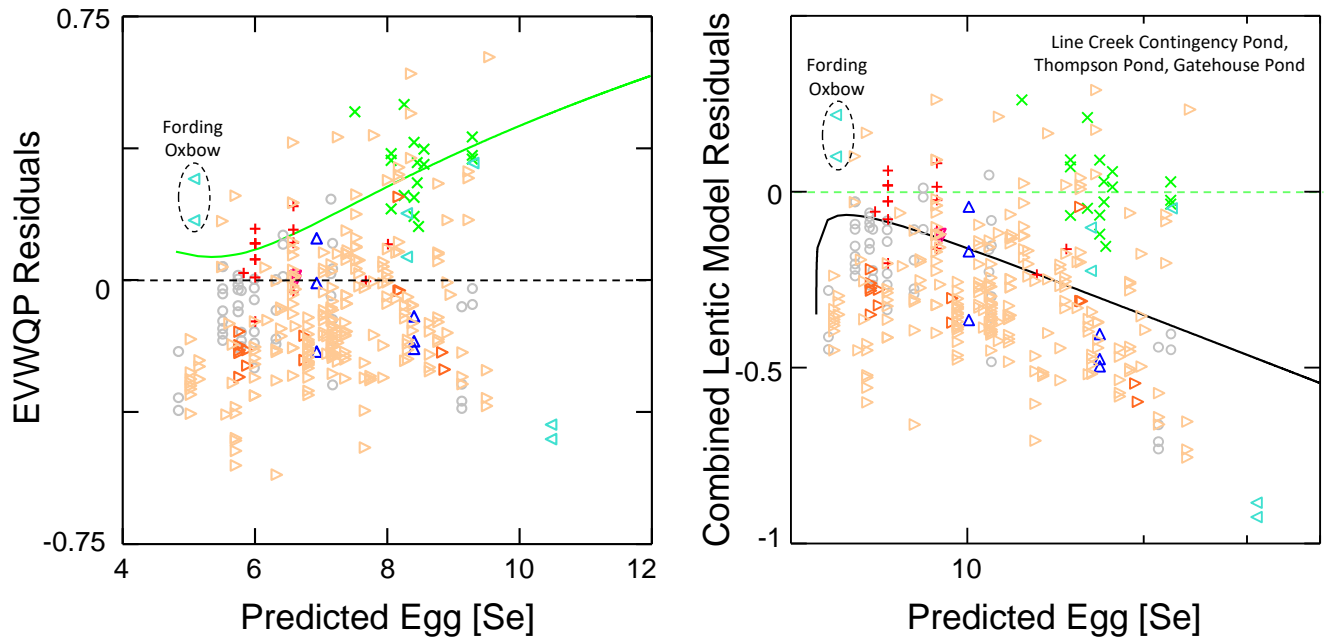 0.75
0
-0.75
EVWQP Residuals
Fording
Oxbow
4
6
8
10
12
Predicted Egg [Se]
Combined Lentic Model Residuals
0
-0.5
-1
Fording
Oxbow
Line Creek Contingency Pond,
Thompson Pond, Gatehouse Pond
10
Predicted Egg [Se]